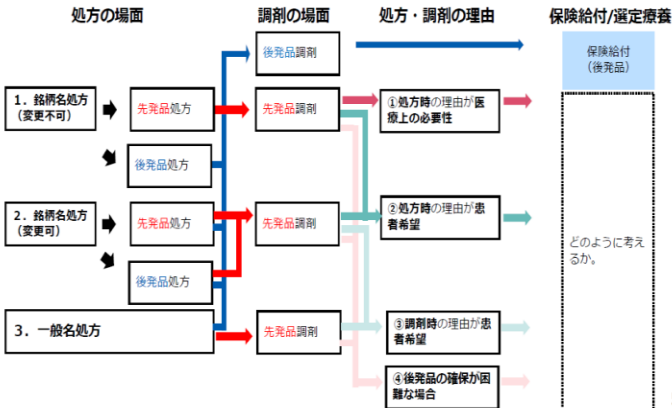 処方の場面
調剤の場面
処方・調剤の理由
保険給付/選定療養
後発品調剤
保険給付
（後発品）
1．銘柄名処方
（変更不可）
先発品処方
先発品調剤
①処方時の理由が医
療上の必要性
後発品処方
2．銘柄名処方
（変更可）
先発品処方
先発品調剤
②処方時の理由が患
者希望
どのように考え
るか。
後発品処方
3．一般名処方
先発品調剤
③調剤時の理由が患
者希望
④後発品の確保が困
難な場合